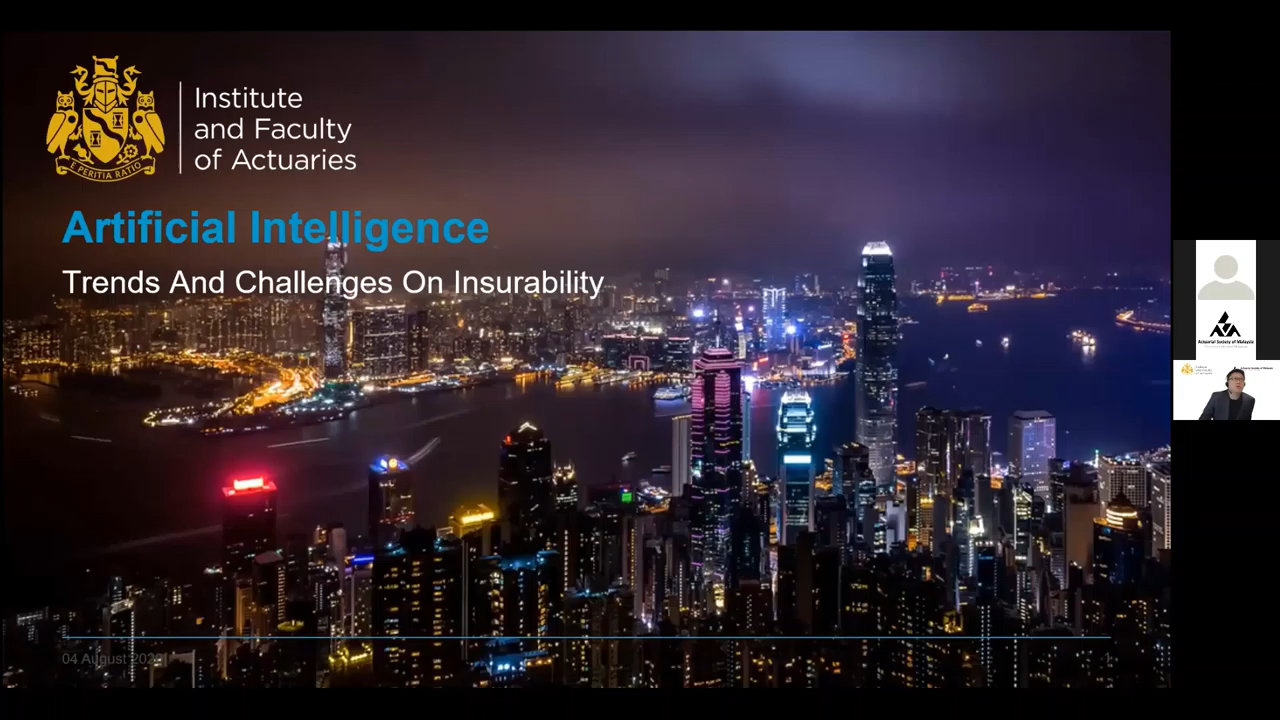 Institute
and Faculty
of Actuaries
E PERITIA RATIO
Artificial Intelligence
Trends And Challenges On Insurability
04 August
Actuarial Society of Malaysia